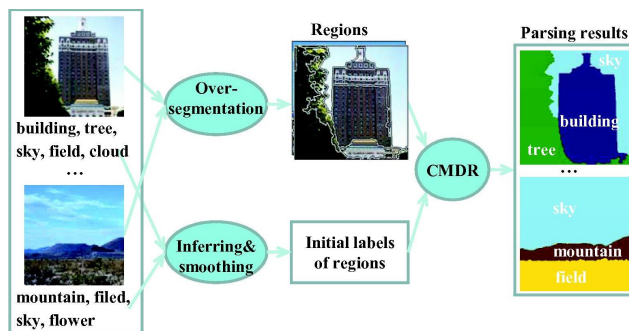 building, tree,
sky, field, cloud
...
mountain, filed,
sky, flower
Over-
segmentation
Inferring&
smoothing
Regions
Initial labels
of regions
CMDR
Parsing results
sky
building
tree
...
sky
mountain
field